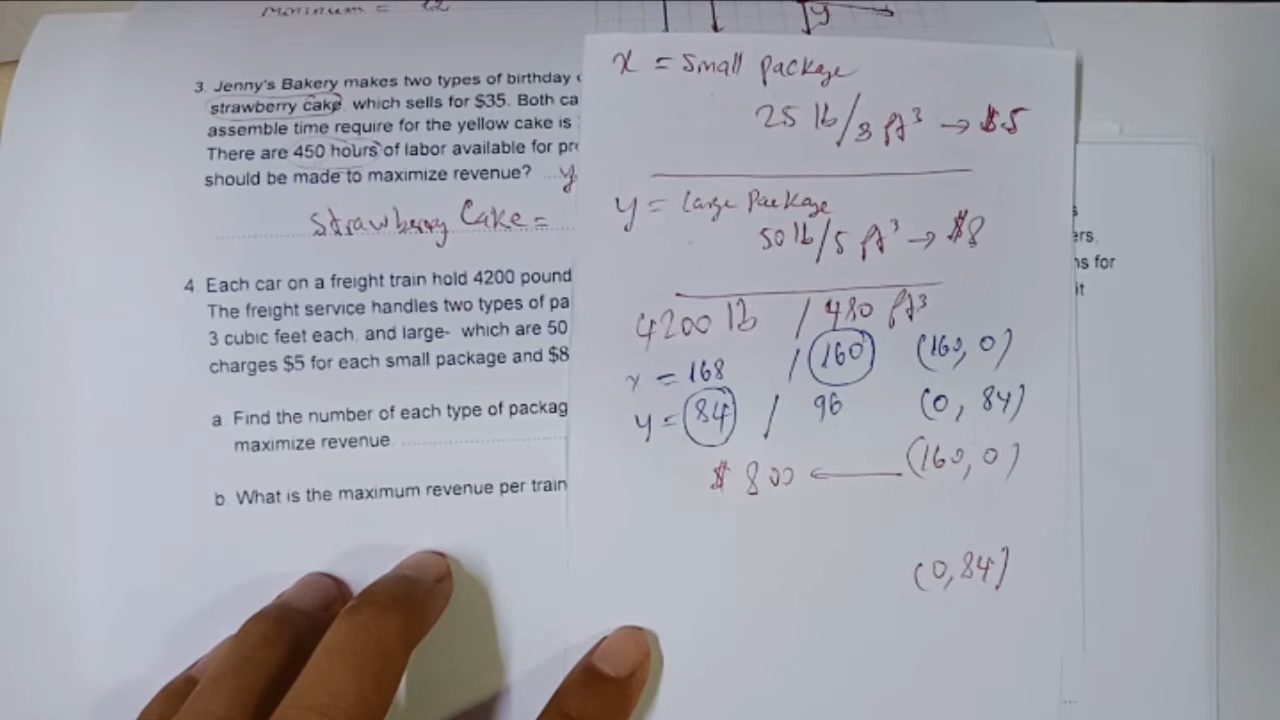 3. Jenny's Bakery makes two types of birthday
strawberry cake, which sells for $35. Both ca
assemble time require for the yellow cake is
There are 450 hours of labor available for pr
should be made to maximize revenue? y
Strawberry Cake =
4. Each car on a freight train hold 4200 pound
The freight service handles two types of pa
3 cubic feet each, and large- which are 50
charges $5 for each small package and $8
a. Find the number of each type of packag
maximize revenue
b. What is the maximum revenue per train
x = small package
25 lb/3 ft³ → $5
y = Large Package
50 lb/5 ft³ → $8
4200 lb / 480 ft³
x = 168 / 160 (160, 0)
y = 84 / 96 (0, 84)
$ 800 ← (160, 0)
(0, 84)
y
ers,
ns for
it